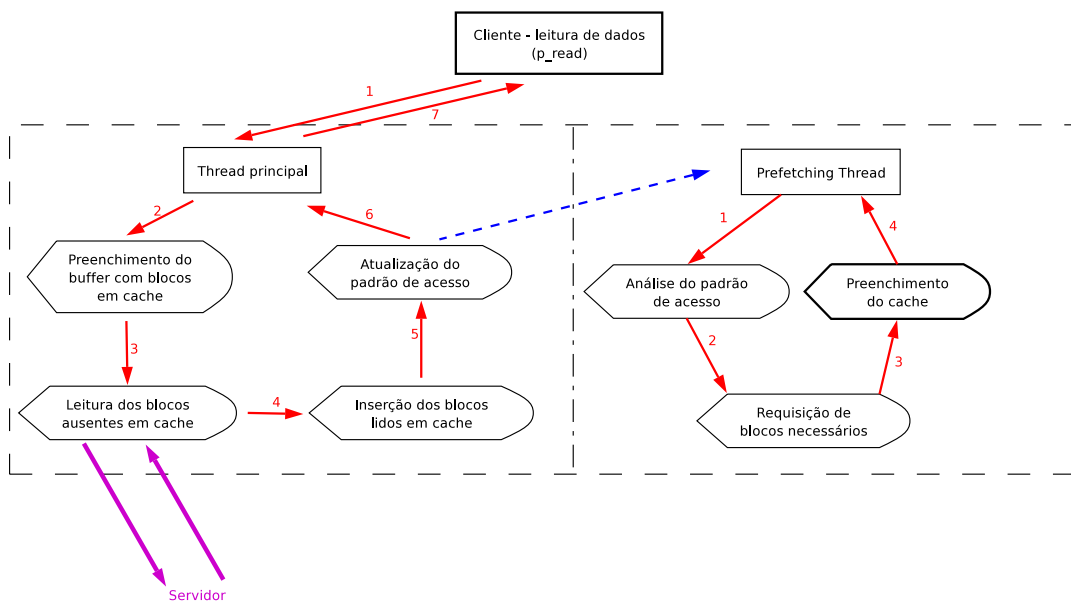 Cliente - leitura de dados
(p_read)
1
7
Thread principal
Prefetching Thread
2
6
1
4
Preenchimento do
buffer com blocos
em cache
Atualização do
padrão de acesso
Análise do padrão
de acesso
Preenchimento
do cache
3
5
2
3
Leitura dos blocos
ausentes em cache
4
Inserção dos blocos
lidos em cache
Requisição de
blocos necessários
Servidor